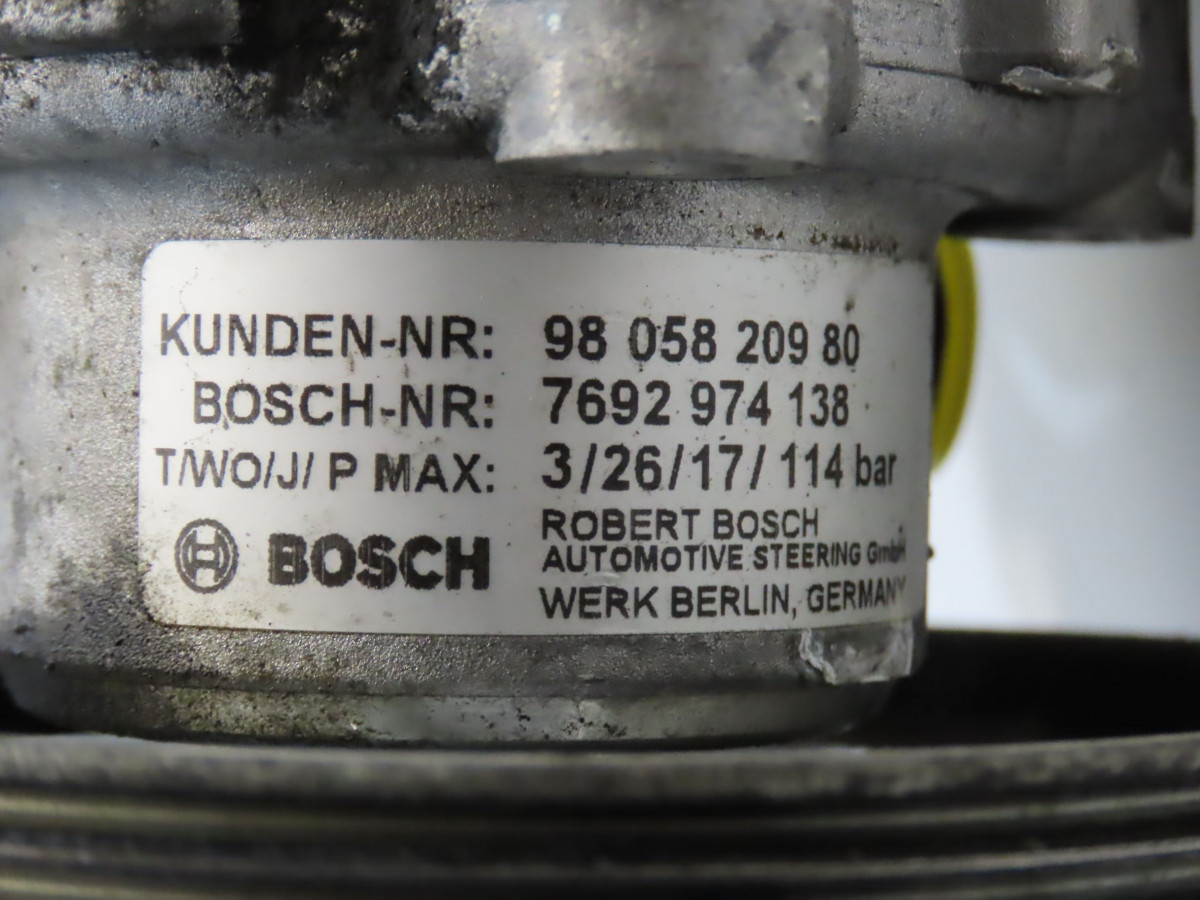 KUNDEN-NR: 98 058 209 80
BOSCH-NR: 7692 974 138
T/WO/J/ P MAX: 3/26/17/114 bar
BOSCH
ROBERT BOSCH
AUTOMOTIVE STEERING GmbH
WERK BERLIN, GERMANY